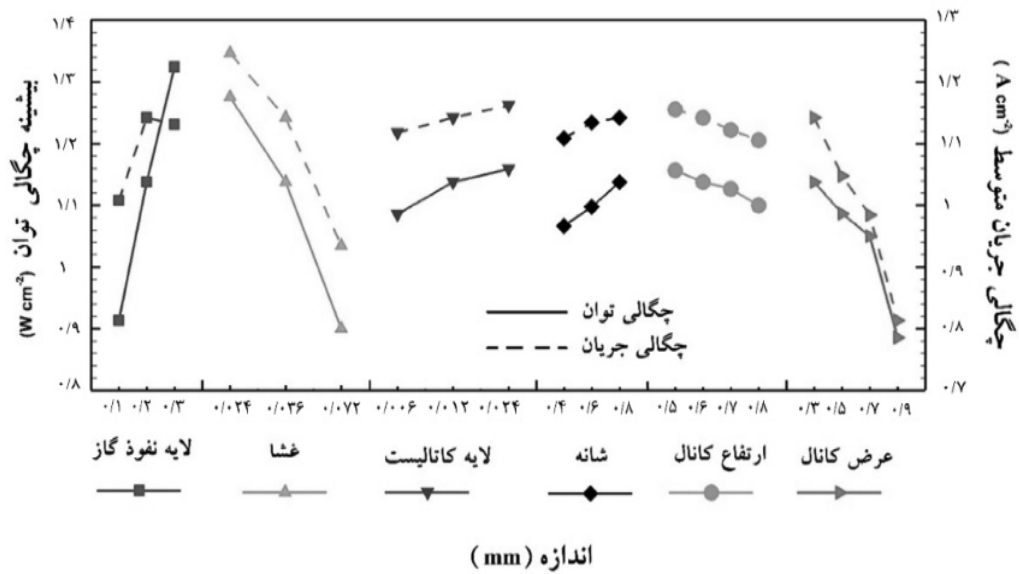 بیشینه چگالی توان (W cm⁻²)
۱/۴
۱/۳
۱/۲
۱/۱
۱
۰/۹
۰/۸
چگالی جریان متوسط (A cm⁻²)
۱/۳
۱/۲
۱/۱
۱
۰/۹
۰/۸
۰/۷
چگالی توان
چگالی جریان
۰/۱ ۰/۲ ۰/۳ ۰/۰۲۴ ۰/۰۳۶ ۰/۰۷۲ ۰/۰۰۶ ۰/۰۱۲ ۰/۰۲۴ ۰/۴ ۰/۶ ۰/۸ ۰/۵ ۰/۶ ۰/۷ ۰/۸ ۰/۳ ۰/۵ ۰/۷ ۰/۹
لایه نفوذ گاز
غشا
لایه کاتالیست
شانه
ارتفاع کانال
عرض کانال
اندازه (mm)